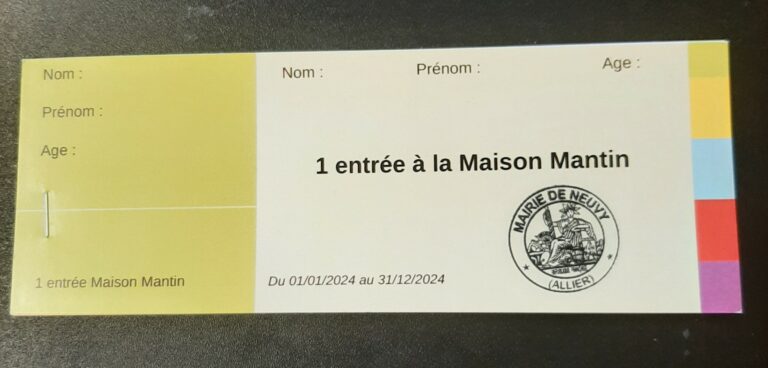 Nom :
Prénom :
Age :
1 entrée Maison Mantin
Nom : Prénom : Age :
1 entrée à la Maison Mantin
MAIRIE DE NEUVY
(ALLIER)
Du 01/01/2024 au 31/12/2024